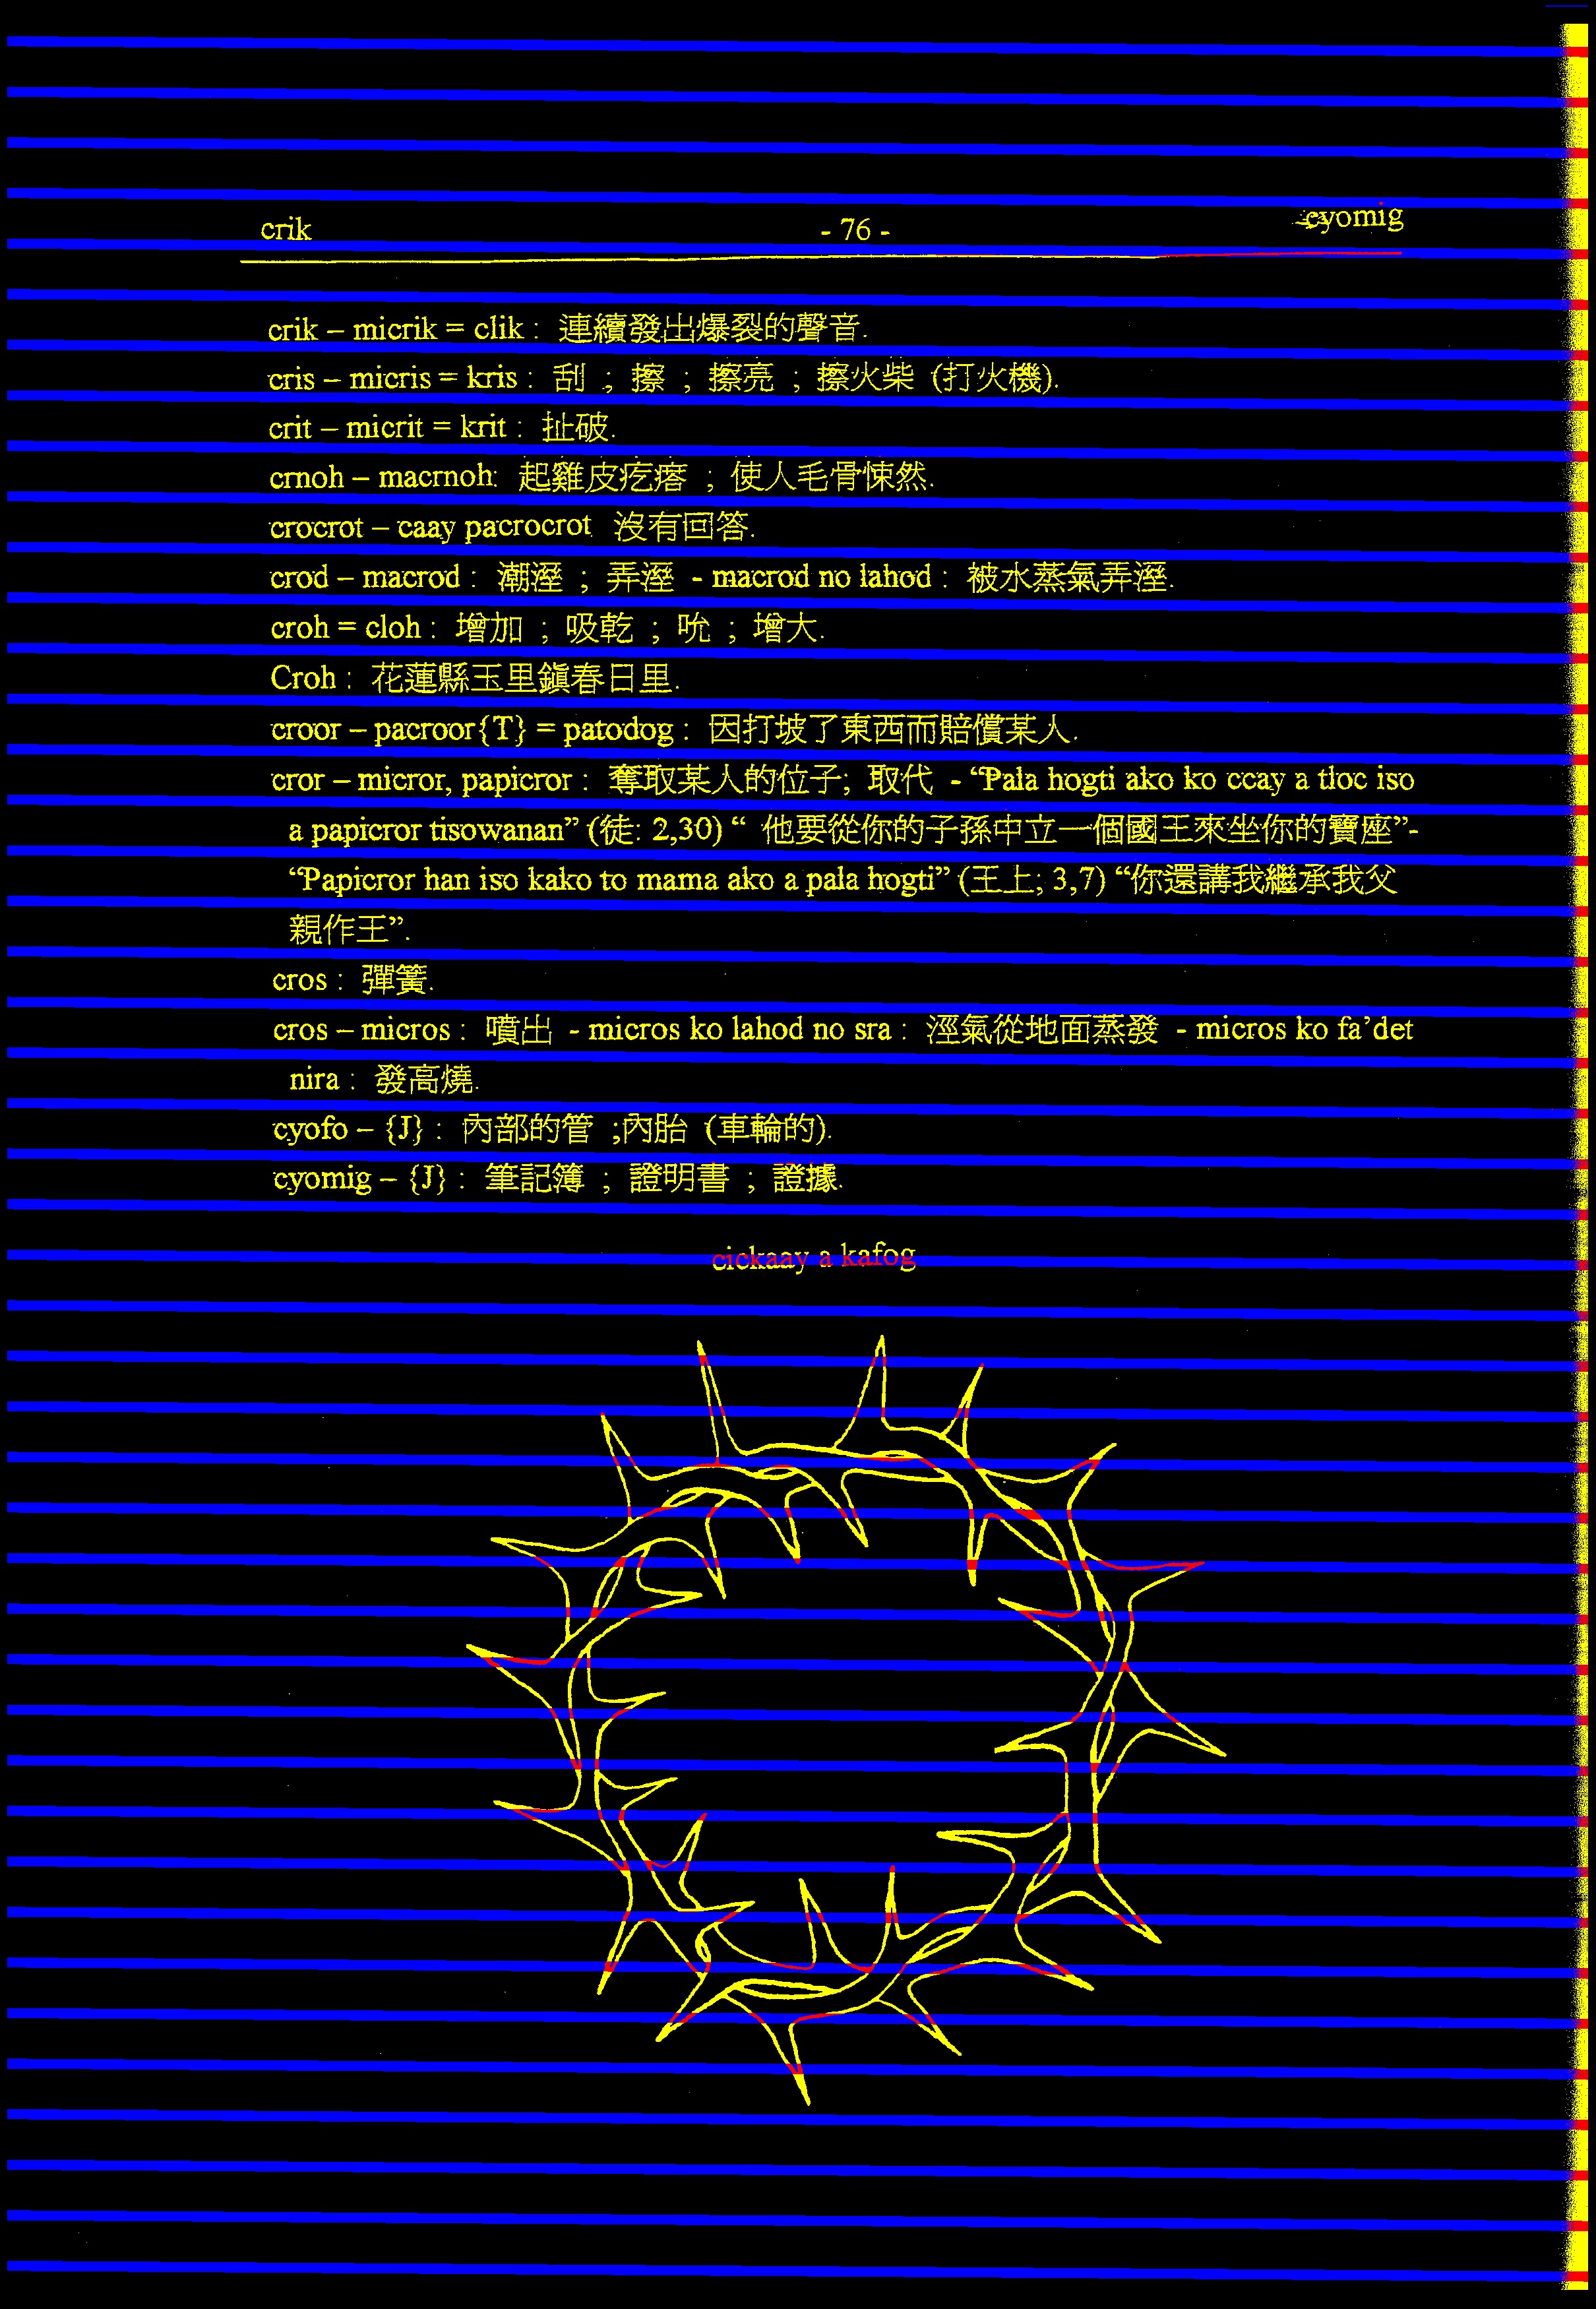 crik - 76 - cyomig
crik – micrik = clik : 連續發出爆裂的聲音.
cris – micris = kris : 刮 ; 擦 ; 擦亮 ; 擦火柴 (打火機).
crit – micrit = krit : 扯破.
crnoh – macrnoh: 起雞皮疙瘩 ; 使人毛骨悚然.
crocrot – caay pacrocrot 沒有回答.
crod – macrod : 潮溼 ; 弄溼 - macrod no lahod : 被水蒸氣弄溼.
croh = cloh : 增加 ; 吸乾 ; 吮 ; 增大.
Croh : 花蓮縣玉里鎮春日里.
croor – pacroor{T} = patodog : 因打坡了東西而賠償某人.
cror – micror, papicror : 奪取某人的位子; 取代 - “Pala hogti ako ko ccay a tloc iso
a papicror tisowanan” (徒: 2,30) “ 他要從你的子孫中立一個國王來坐你的寶座”-
“Papicror han iso kako to mama ako a pala hogti” (王上; 3,7) “你還講我繼承我父
親作王”.
cros : 彈簧.
cros – micros : 噴出 - micros ko lahod no sra : 溼氣從地面蒸發 - micros ko fa’det
nira : 發高燒.
cyofo – {J} : 內部的管 ;內胎 (車輪的).
cyomig – {J} : 筆記簿 ; 證明書 ; 證據.
cickaay a kafog